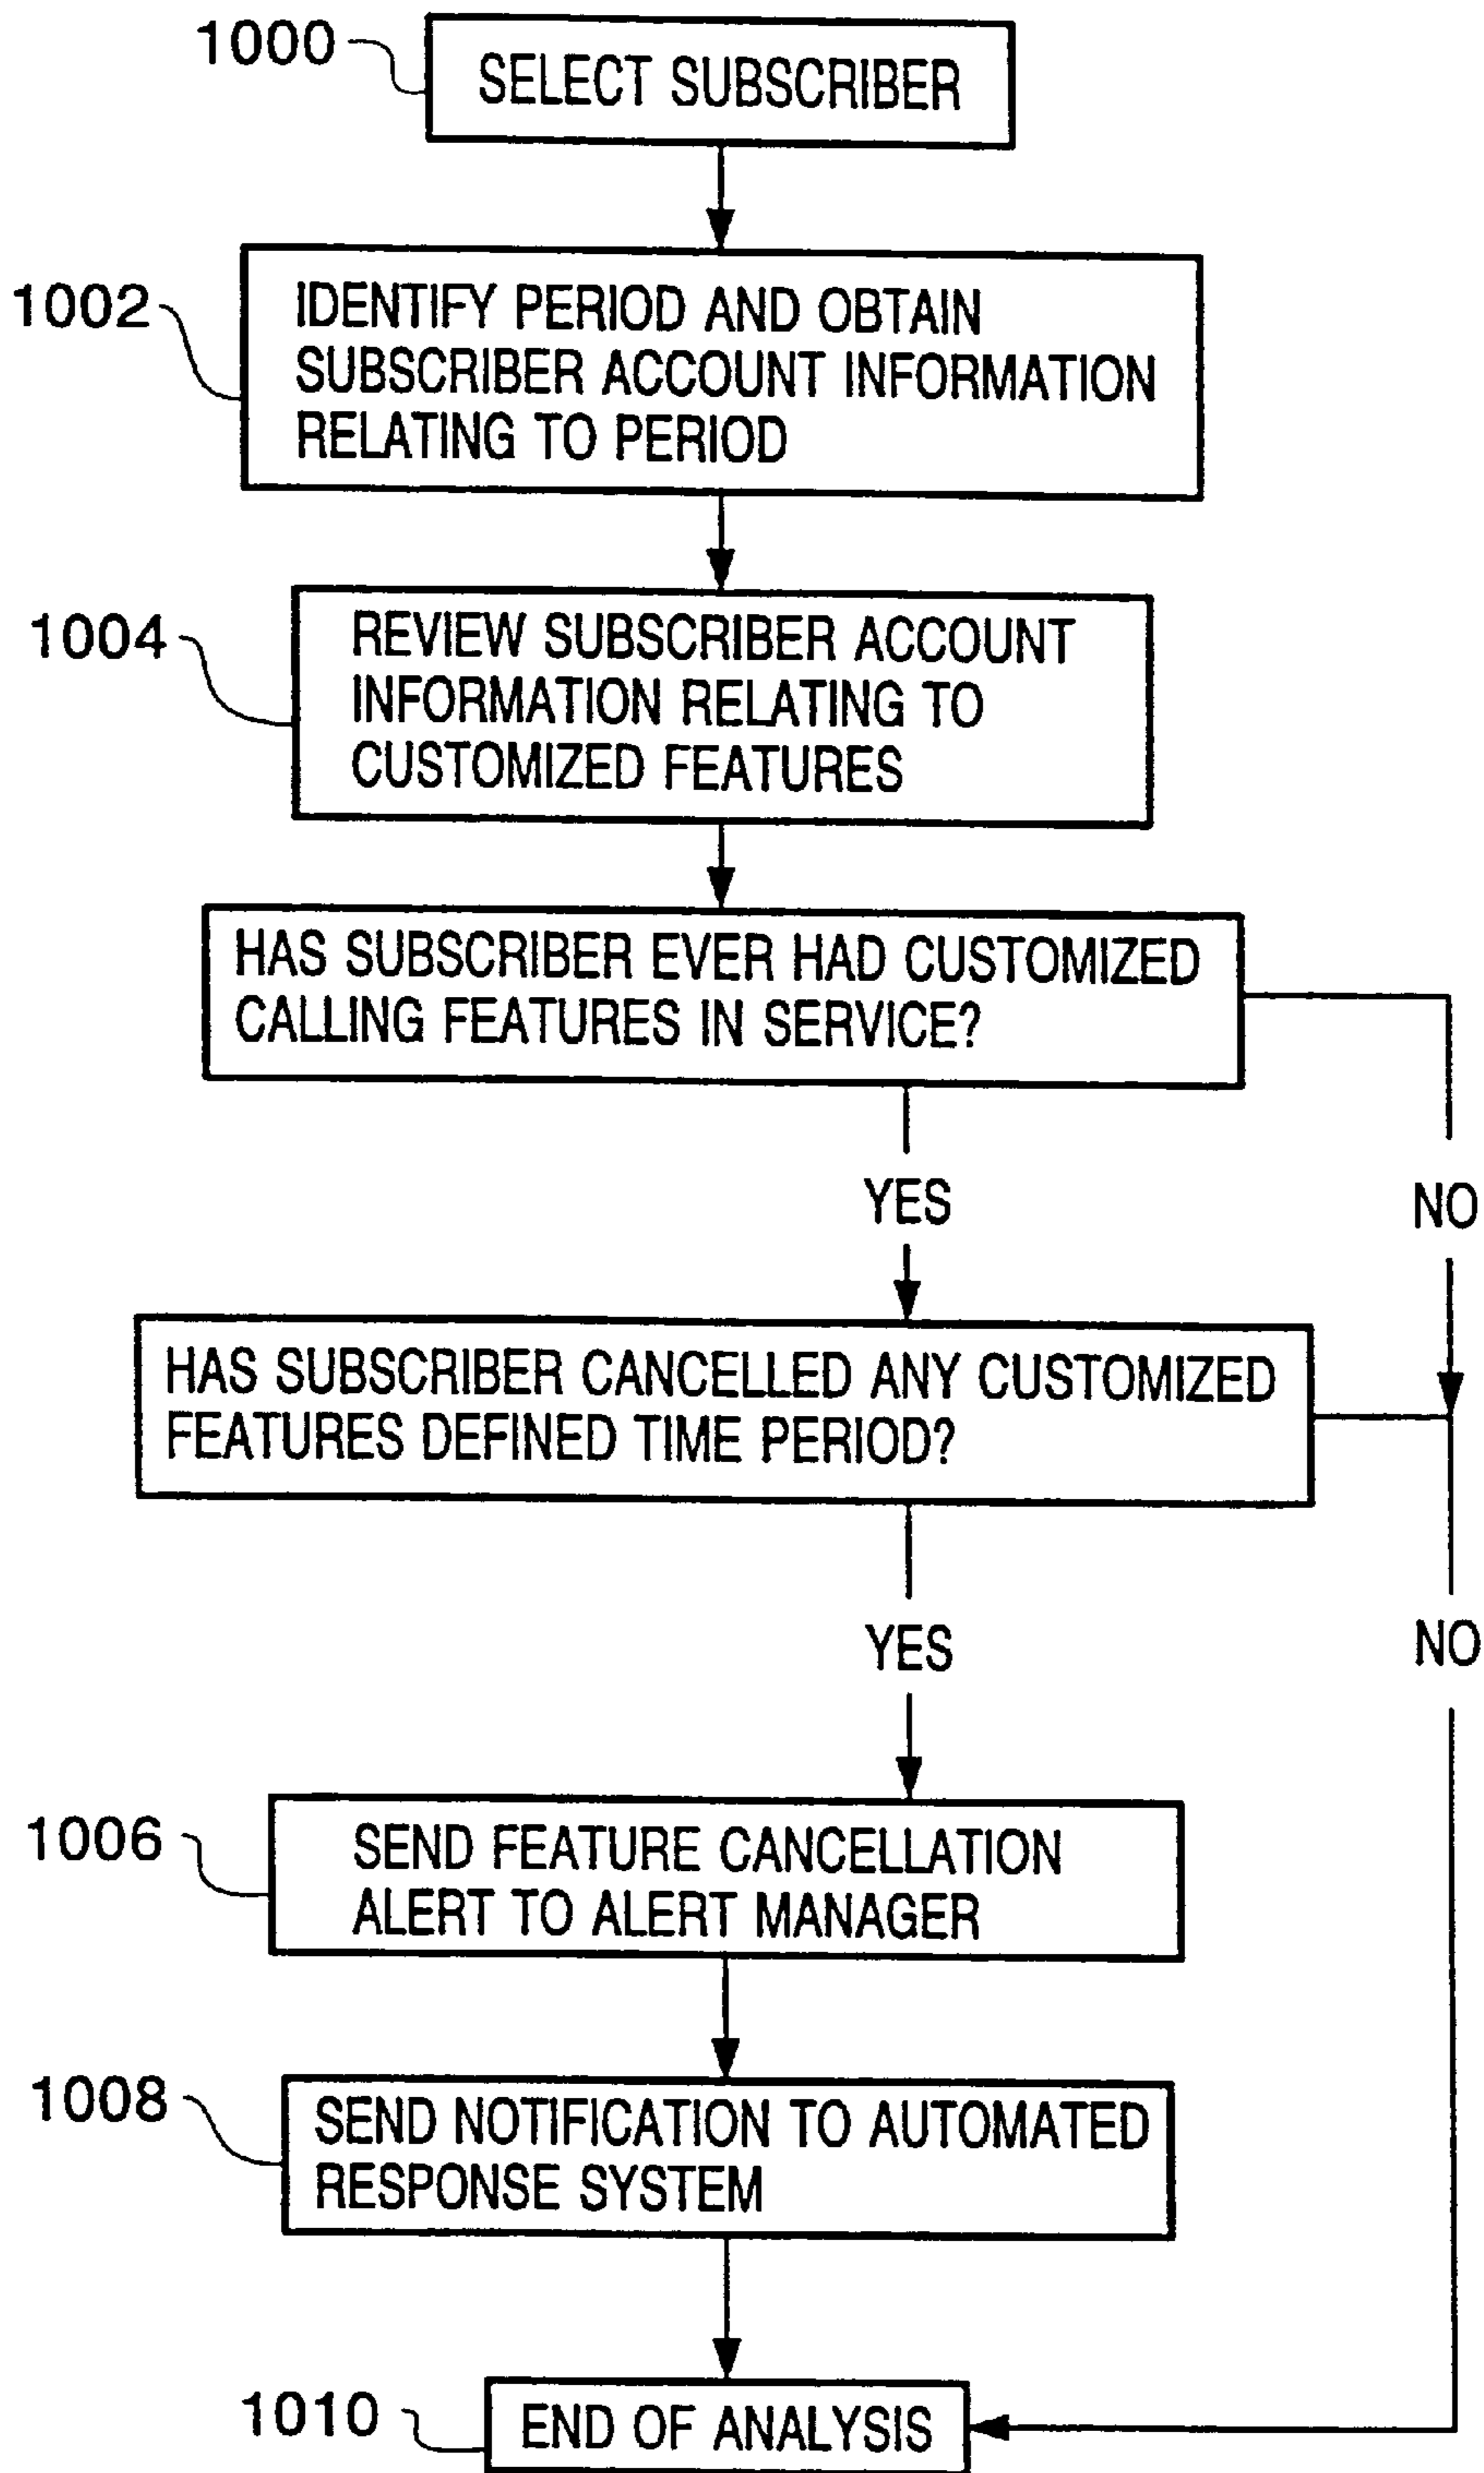 1000
SELECT SUBSCRIBER
1002
IDENTIFY PERIOD AND OBTAIN
SUBSCRIBER ACCOUNT INFORMATION
RELATING TO PERIOD
1004
REVIEW SUBSCRIBER ACCOUNT
INFORMATION RELATING TO
CUSTOMIZED FEATURES
HAS SUBSCRIBER EVER HAD CUSTOMIZED
CALLING FEATURES IN SERVICE?
YES
NO
HAS SUBSCRIBER CANCELLED ANY CUSTOMIZED
FEATURES DEFINED TIME PERIOD?
YES
NO
1006
SEND FEATURE CANCELLATION
ALERT TO ALERT MANAGER
1008
SEND NOTIFICATION TO AUTOMATED
RESPONSE SYSTEM
1010
END OF ANALYSIS